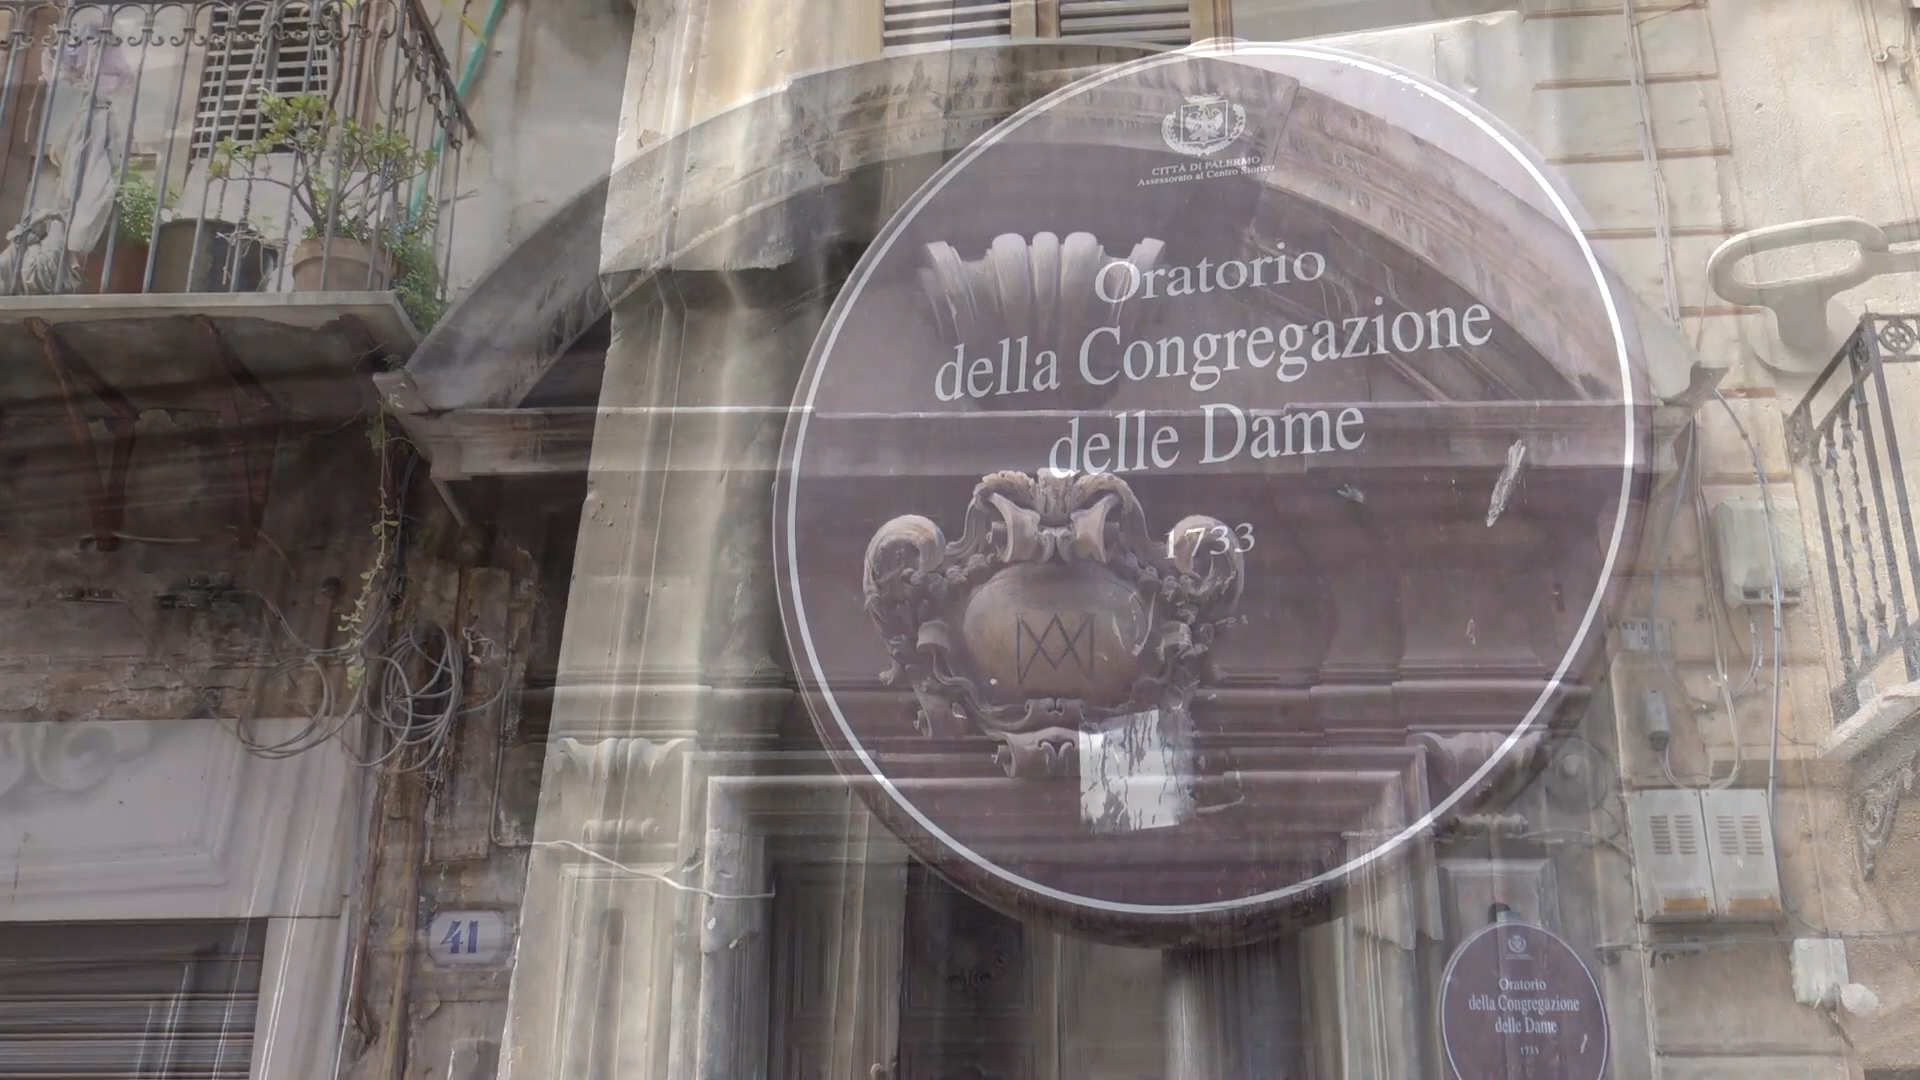 CITTÀ DI PALERMO
Assessorato al Centro Storico
Oratorio
della Congregazione
delle Dame
1733
41
Oratorio
della Congregazione
delle Dame
1733